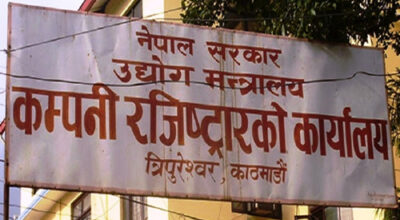 नेपाल सरकार
उद्योग मन्त्रालय
कम्पनी रजिष्ट्रारको कार्यालय
त्रिपुरेश्वर, काठमाडौं